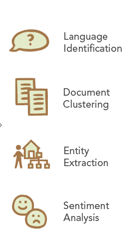 ?
Language
Identification
Document
Clustering
Entity
Extraction
Sentiment
Analysis